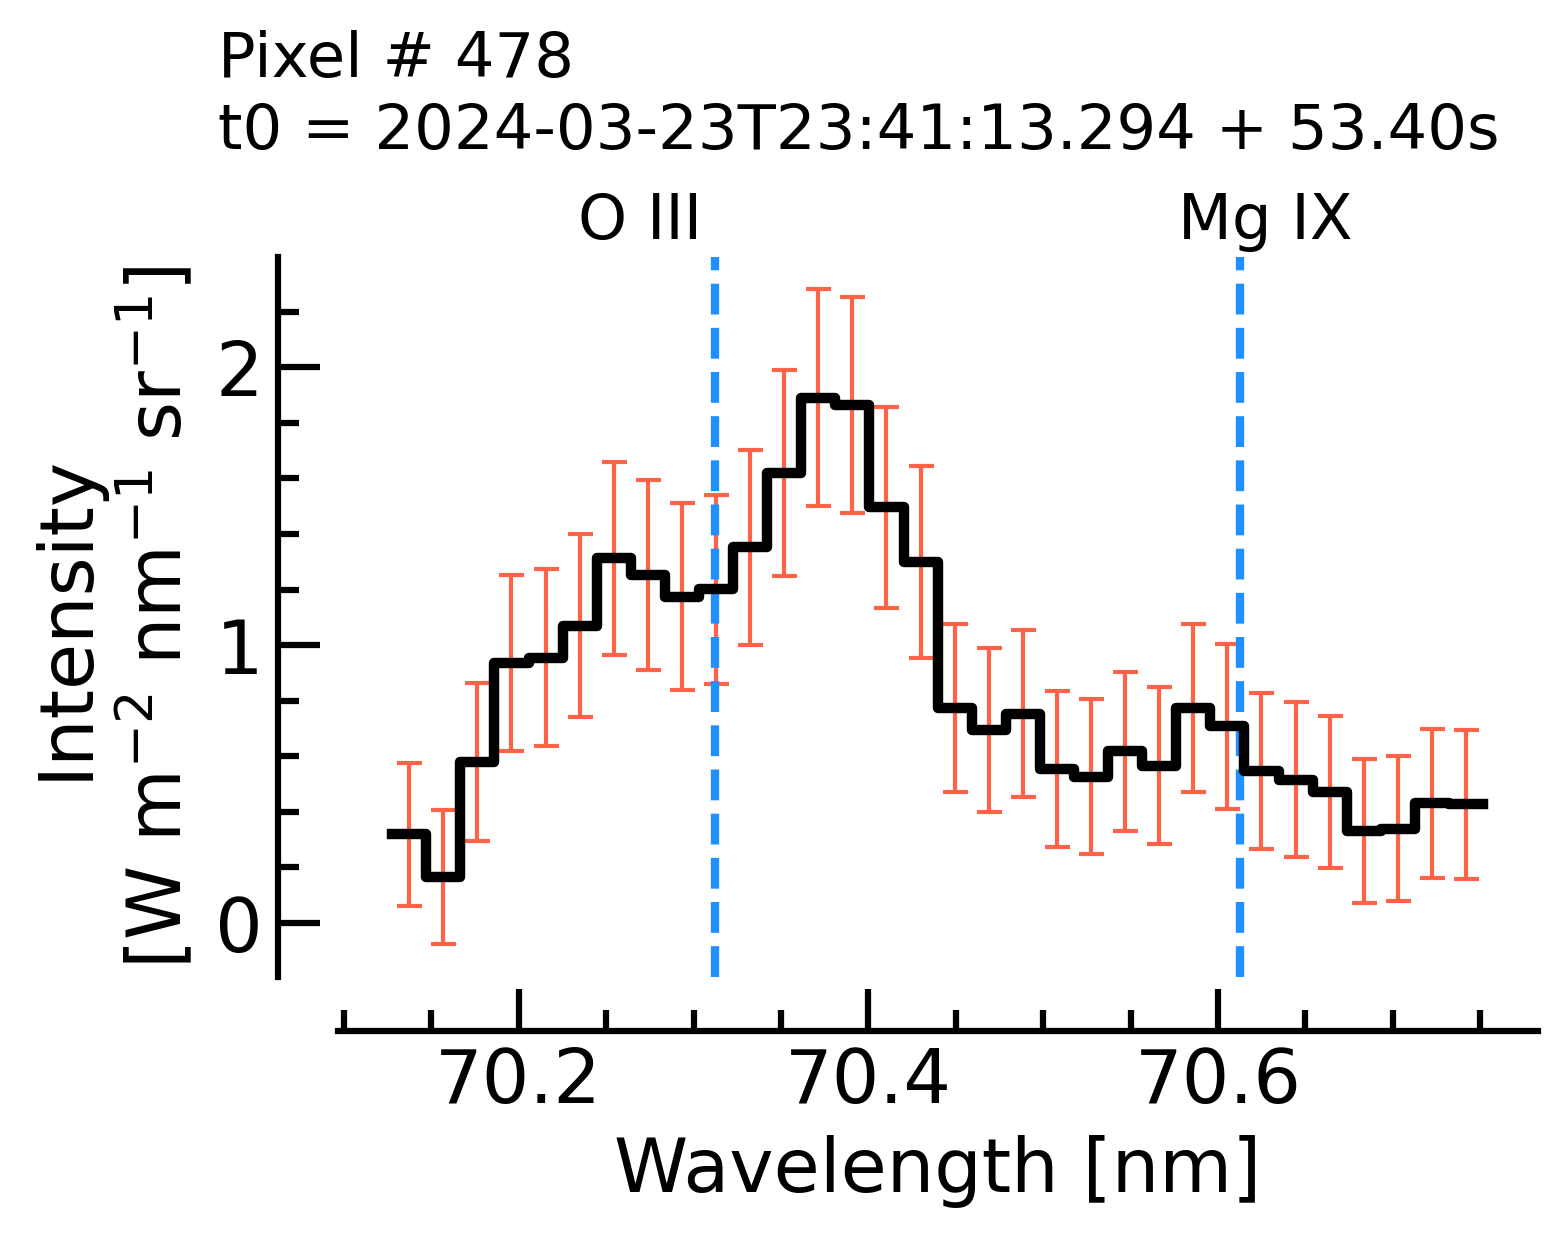 Pixel # 478
t0 = 2024-03-23T23:41:13.294 + 53.40s
O III
Mg IX
Intensity
[W m⁻² nm⁻¹ sr⁻¹]
2
1
0
70.2 70.4 70.6
Wavelength [nm]